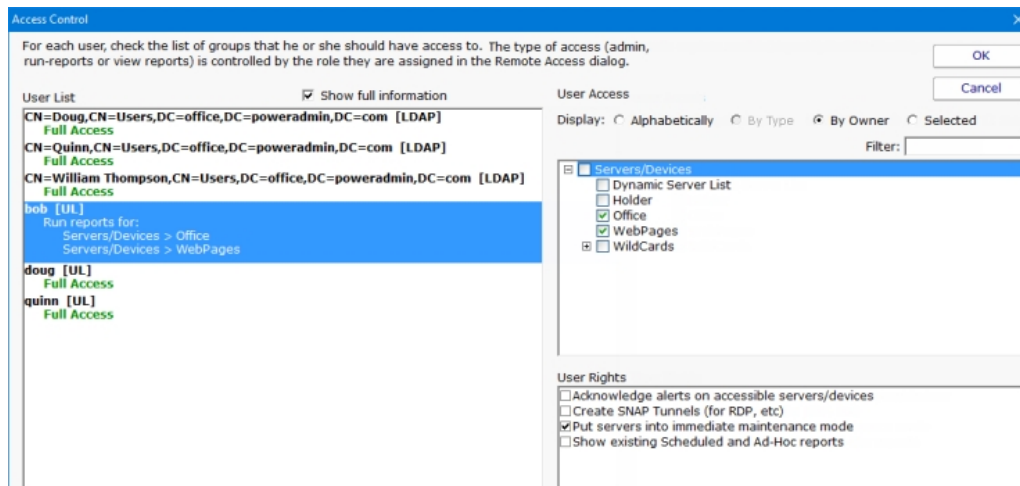 Access Control
For each user, check the list of groups that he or she should have access to. The type of access (admin,
run-reports or view reports) is controlled by the role they are assigned in the Remote Access dialog.
OK
Cancel
User List
Show full information
CN=Doug,CN=Users,DC=office,DC=poweradmin,DC=com [LDAP]
Full Access
CN=Quinn,CN=Users,DC=office,DC=poweradmin,DC=com [LDAP]
Full Access
CN=William Thompson,CN=Users,DC=office,DC=poweradmin,DC=com [LDAP]
Full Access
bob [UL]
Run reports for:
Servers/Devices > Office
Servers/Devices > WebPages
doug [UL]
Full Access
quinn [UL]
Full Access
User Access
Display: Alphabetically By Type By Owner Selected
Filter:
Servers/Devices
Dynamic Server List
Holder
Office
WebPages
WildCards
User Rights
Acknowledge alerts on accessible servers/devices
Create SNAP Tunnels (for RDP, etc)
Put servers into immediate maintenance mode
Show existing Scheduled and Ad-Hoc reports